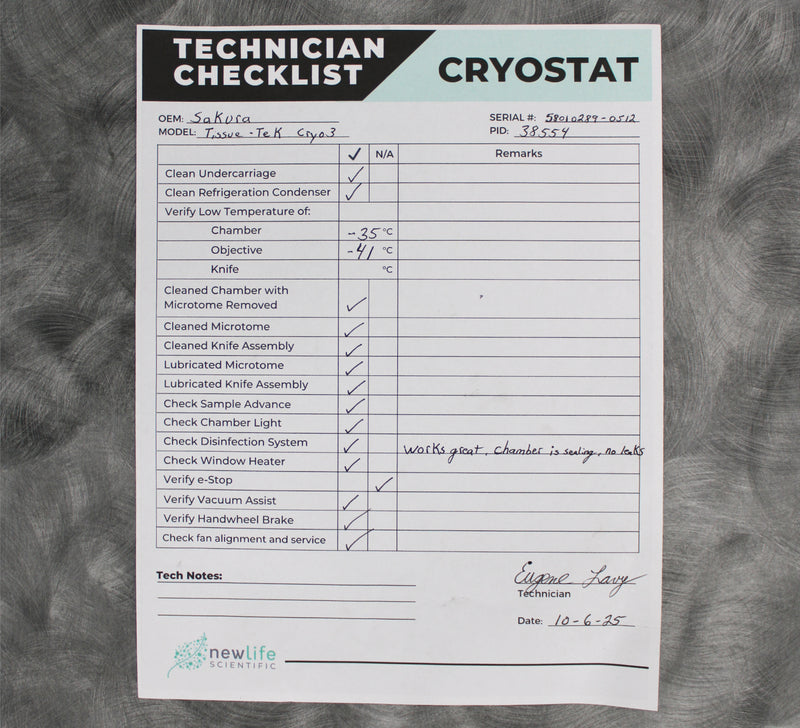 TECHNICIAN
CHECKLIST
CRYOSTAT
OEM: Sakura
SERIAL #: 58010289-0512
MODEL: Tissue-Tek Cryo3
PID: 38554
✓ N/A Remarks
Clean Undercarriage ✓
Clean Refrigeration Condenser ✓
Verify Low Temperature of:
Chamber -35 °C
Objective -41 °C
Knife °C
Cleaned Chamber with
Microtome Removed ✓
Cleaned Microtome ✓
Cleaned Knife Assembly ✓
Lubricated Microtome ✓
Lubricated Knife Assembly ✓
Check Sample Advance ✓
Check Chamber Light ✓
Check Disinfection System ✓ works great, chamber is sealing, no leaks
Check Window Heater ✓
Verify e-Stop ✓
Verify Vacuum Assist ✓
Verify Handwheel Brake ✓
Check fan alignment and service ✓
Tech Notes:
Eugene Lavy
Technician
Date: 10-6-25
newlife
SCIENTIFIC